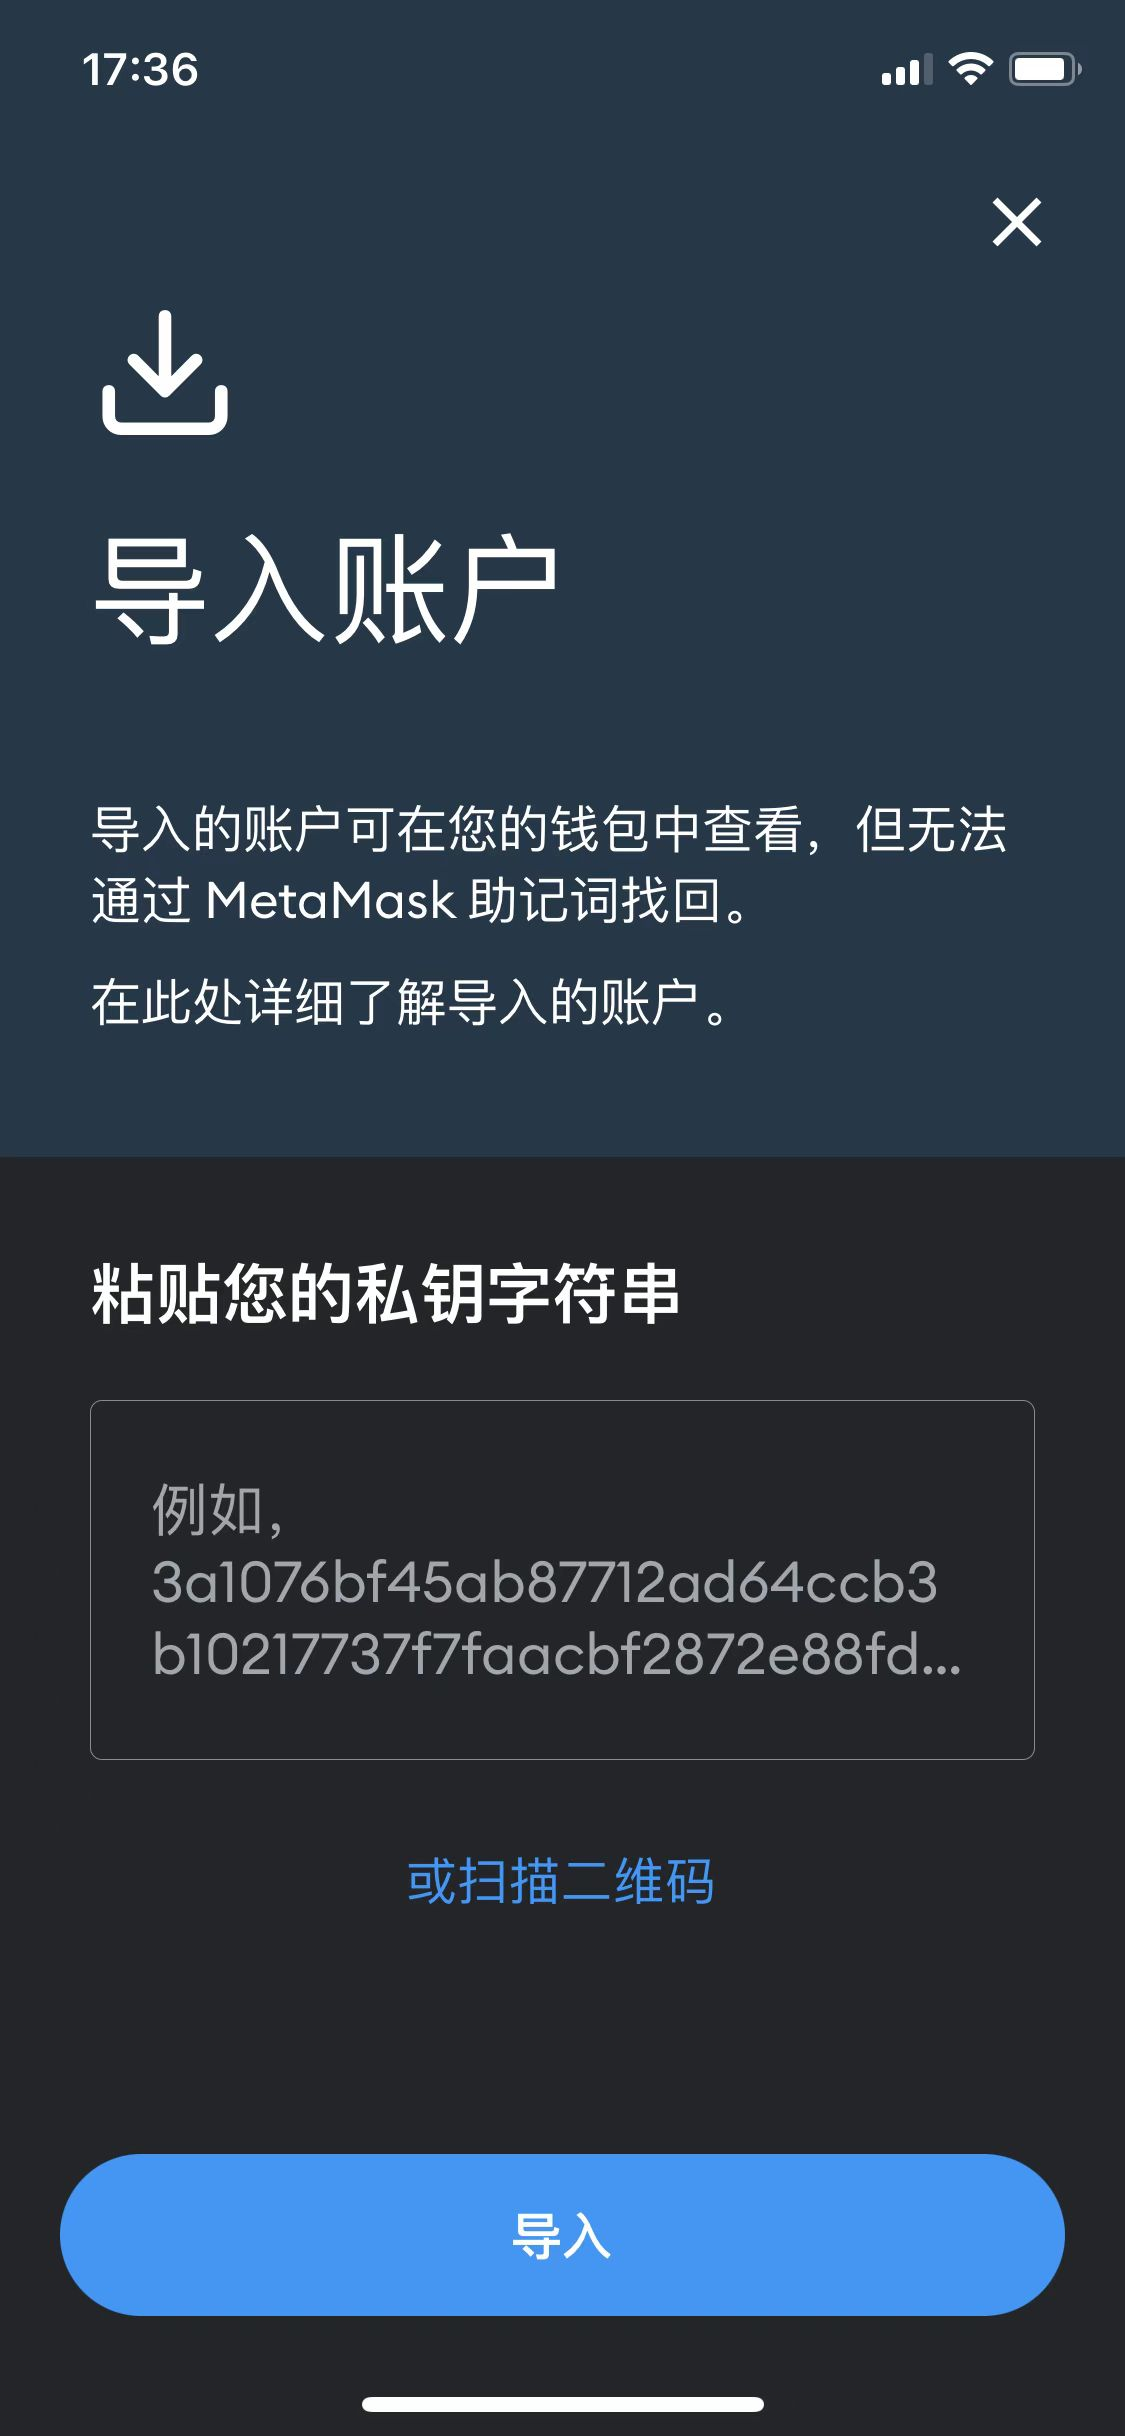 17:36
导入账户
导入的账户可在您的钱包中查看，但无法
通过 MetaMask 助记词找回。
在此处详细了解导入的账户。
粘贴您的私钥字符串
例如，
3a1076bf45ab87712ad64ccb3
b10217737f7faacbf2872e88fd...
或扫描二维码
导入